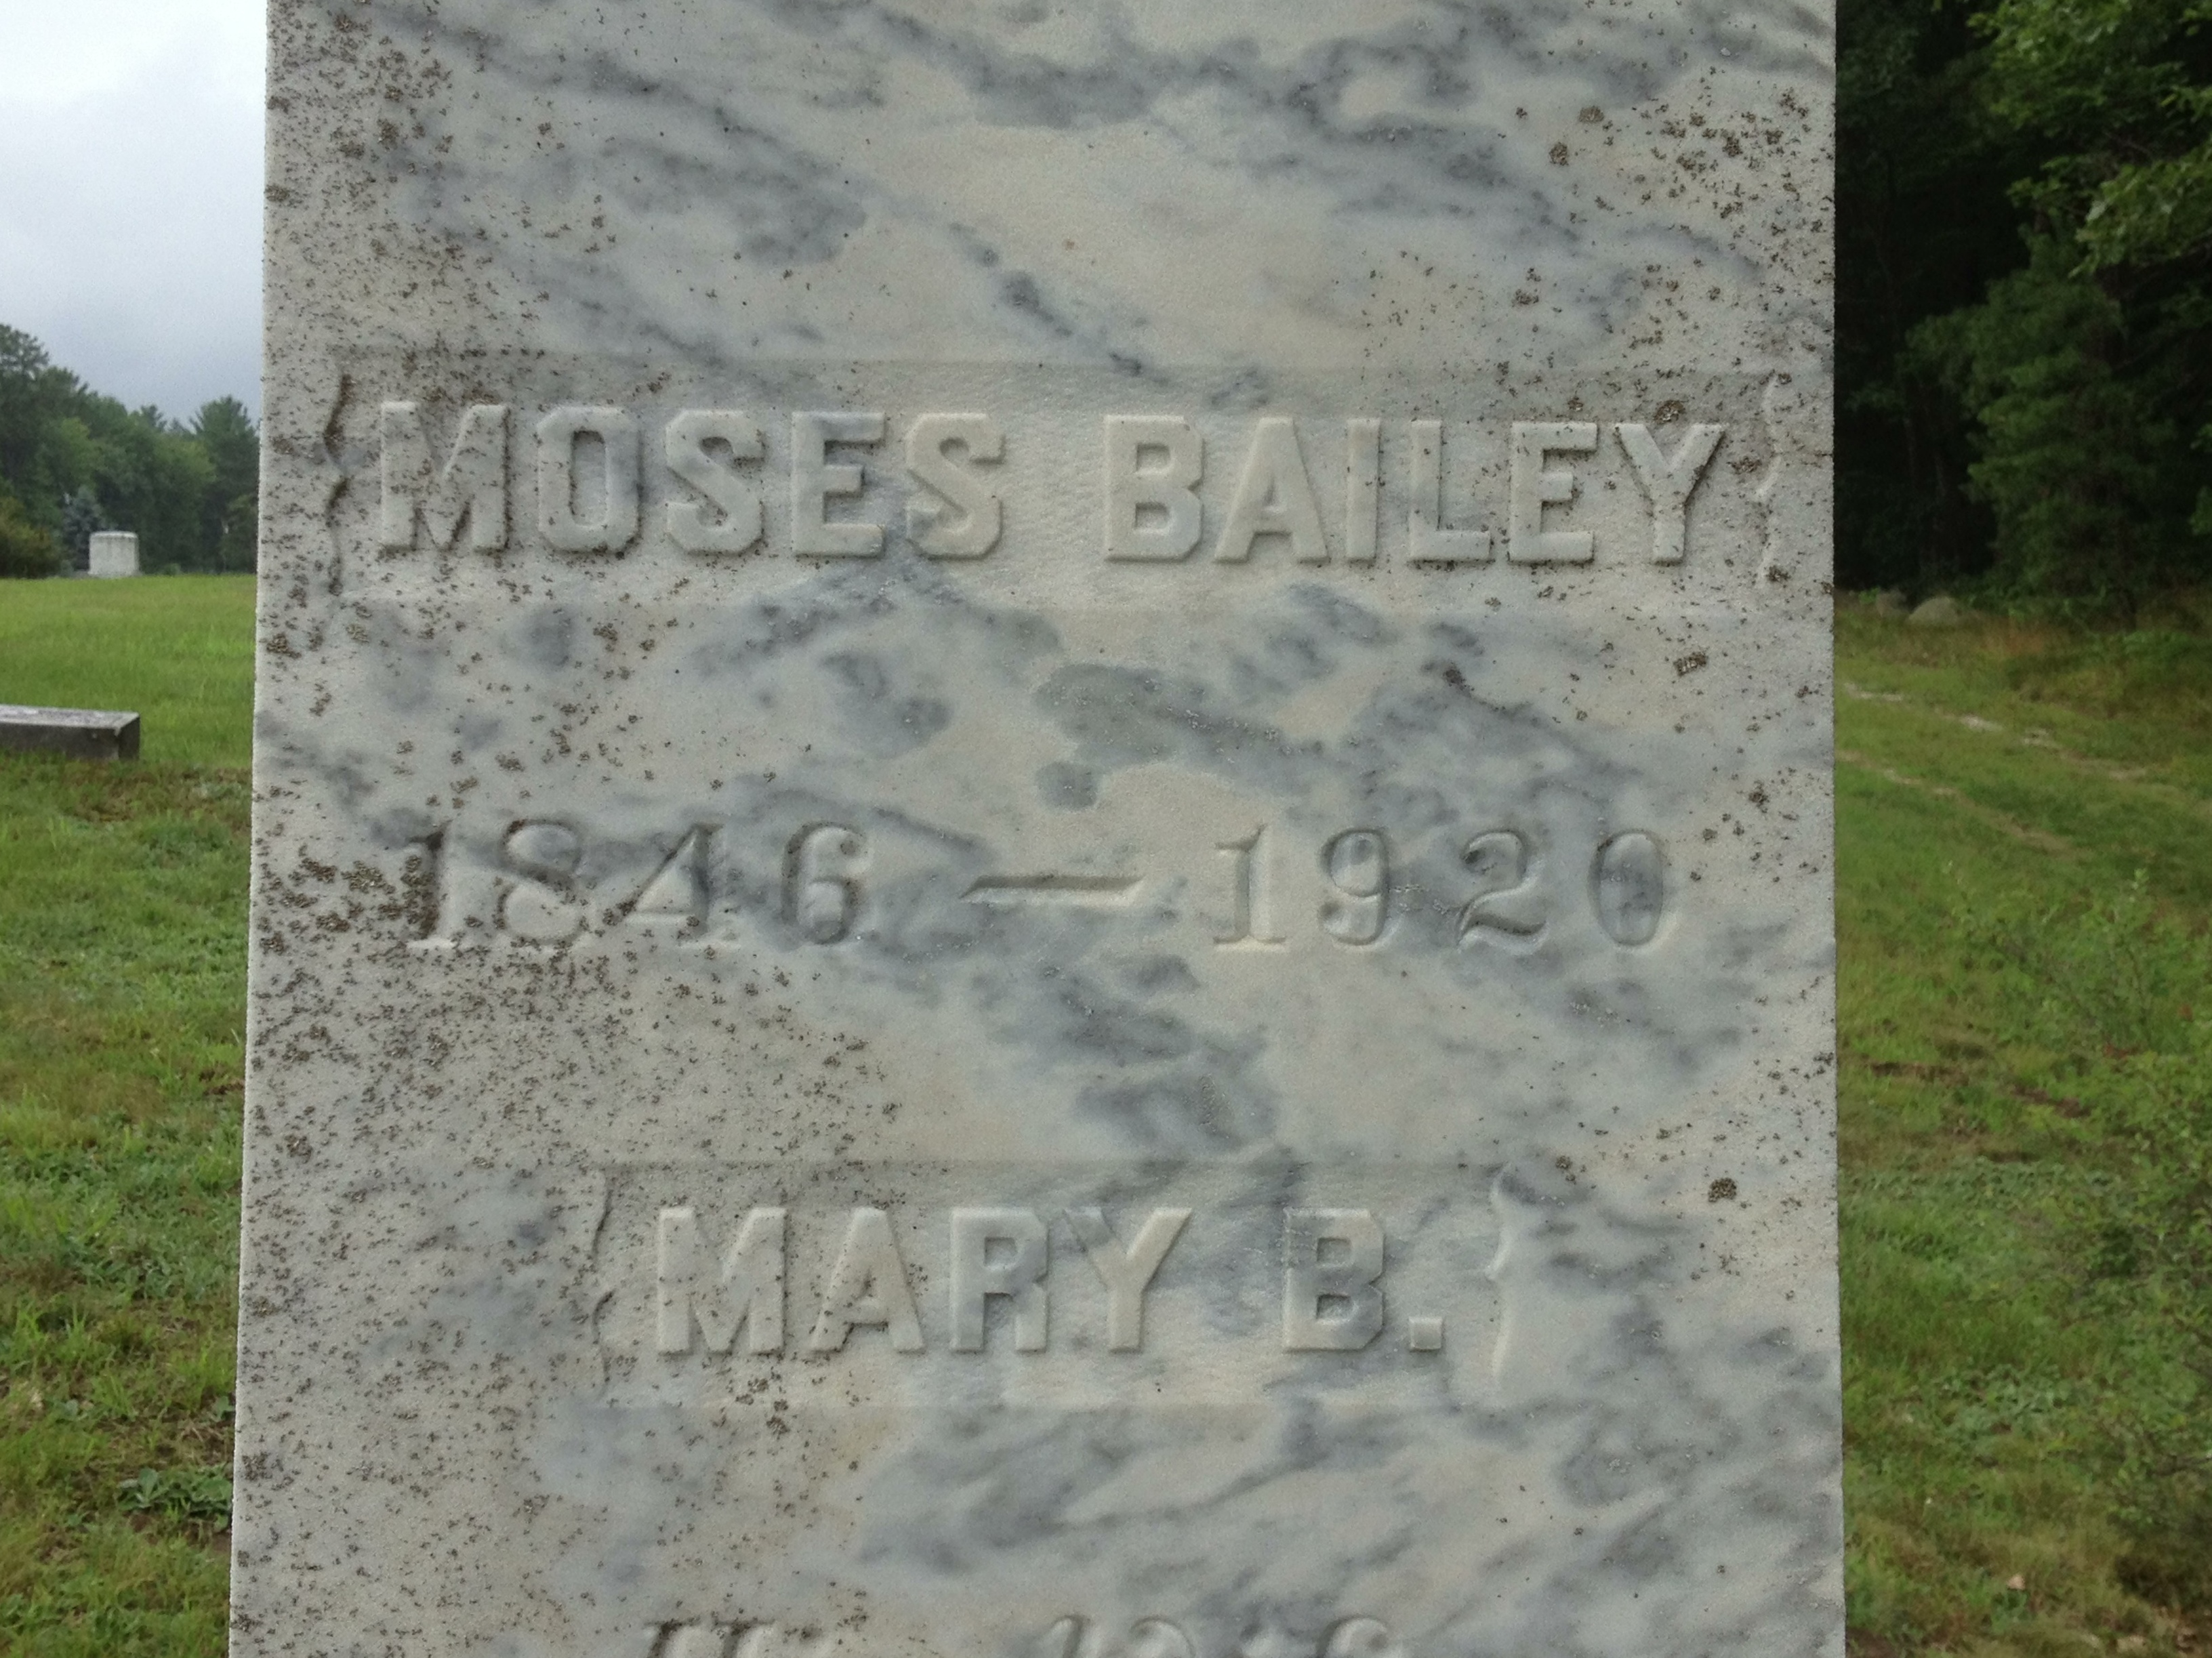 MOSES BAILEY
1846 — 1920
MARY B.